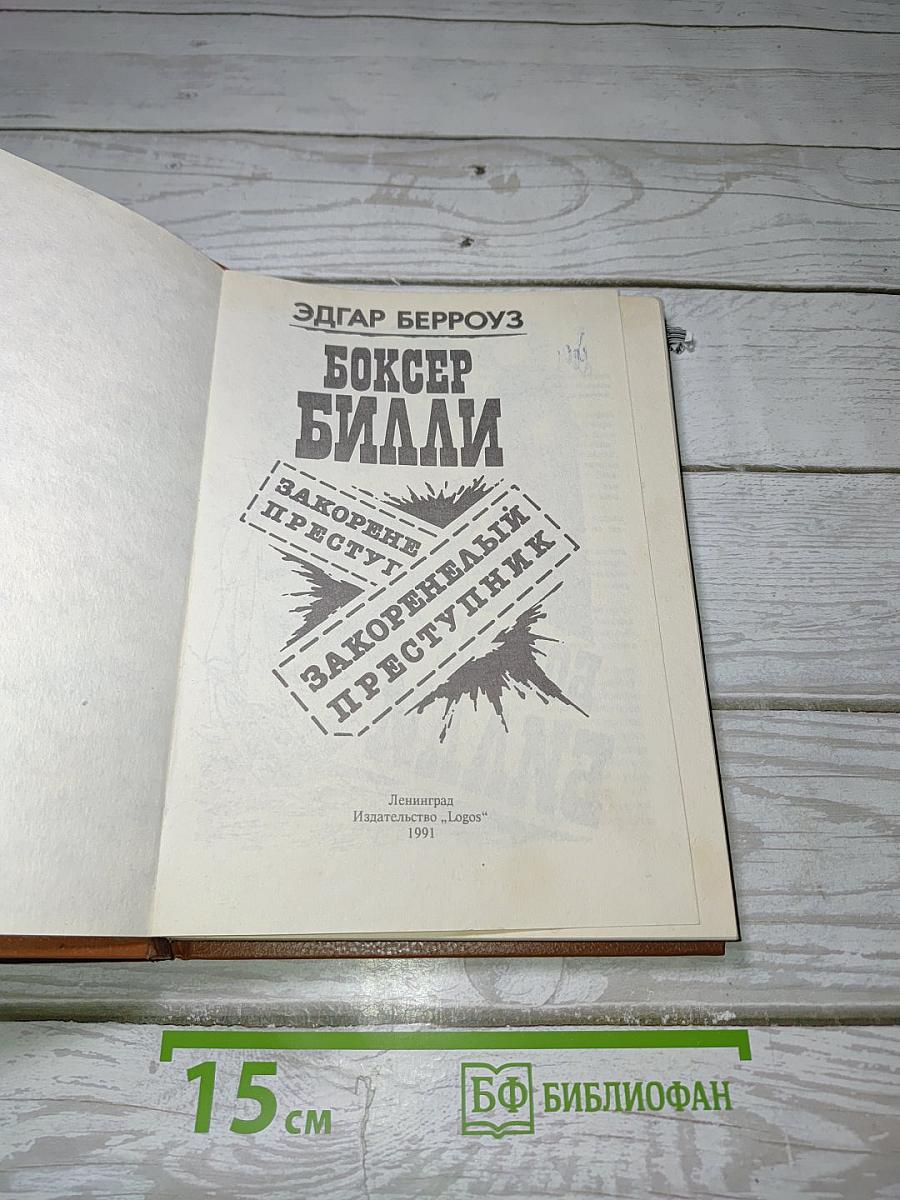 ЭДГАР БЕРРОУЗ
БОКСЕР
БИЛЛИ
ЗАКОРЕНЕ
ПРЕСТУП
ЗАКОРЕНЕЛЫЙ
ПРЕСТУПНИК
Ленинград
Издательство „Logos“
1991
15 см
БФ БИБЛИОФАН